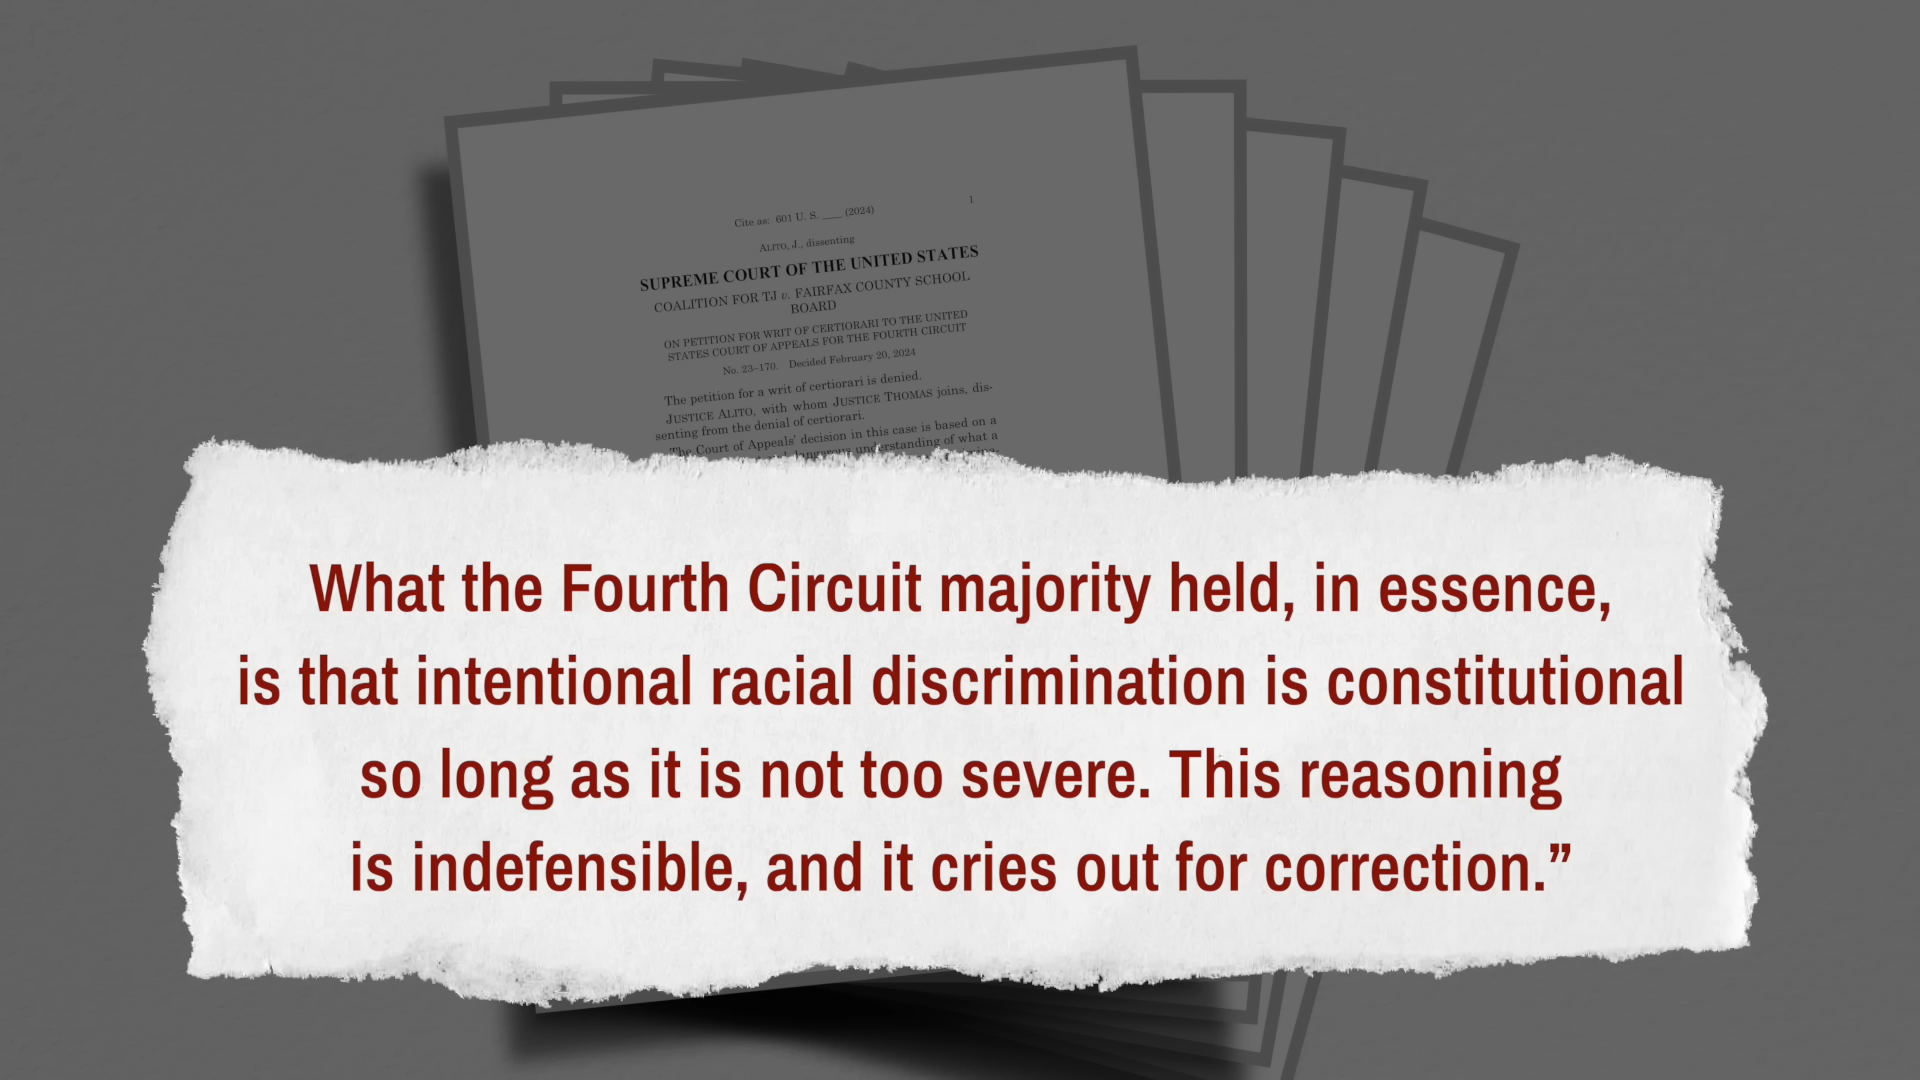 Cite as: 601 U. S. ____ (2024)
1
ALITO, J., dissenting
SUPREME COURT OF THE UNITED STATES
COALITION FOR TJ v. FAIRFAX COUNTY SCHOOL
BOARD
ON PETITION FOR WRIT OF CERTIORARI TO THE UNITED
STATES COURT OF APPEALS FOR THE FOURTH CIRCUIT
No. 23–170. Decided February 20, 2024
The petition for a writ of certiorari is denied.
JUSTICE ALITO, with whom JUSTICE THOMAS joins, dis-
senting from the denial of certiorari.
The Court of Appeals’ decision in this case is based on a
dangerous understanding of what a
What the Fourth Circuit majority held, in essence,
is that intentional racial discrimination is constitutional
so long as it is not too severe. This reasoning
is indefensible, and it cries out for correction.”